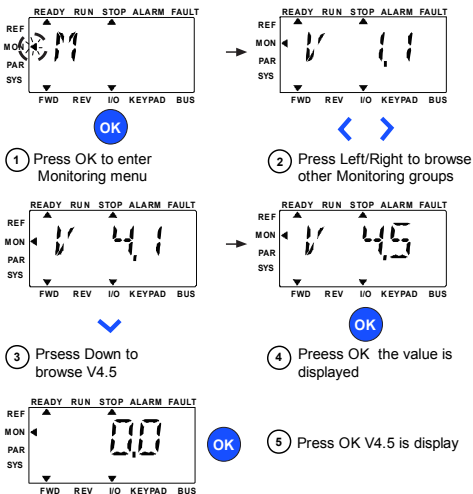 READY RUN STOP ALARM FAULT
REF
MON
PAR
SYS
M
FWD REV I/O KEYPAD BUS
OK
1 Press OK to enter
Monitoring menu
READY RUN STOP ALARM FAULT
REF
MON
PAR
SYS
V 1.1
FWD REV I/O KEYPAD BUS
2 Press Left/Right to browse
other Monitoring groups
READY RUN STOP ALARM FAULT
REF
MON
PAR
SYS
V 4.1
FWD REV I/O KEYPAD BUS
3 Prsess Down to
browse V4.5
READY RUN STOP ALARM FAULT
REF
MON
PAR
SYS
V 4.5
FWD REV I/O KEYPAD BUS
OK
4 Preess OK the value is
displayed
READY RUN STOP ALARM FAULT
REF
MON
PAR
SYS
0.0
FWD REV I/O KEYPAD BUS
OK
5 Press OK V4.5 is display